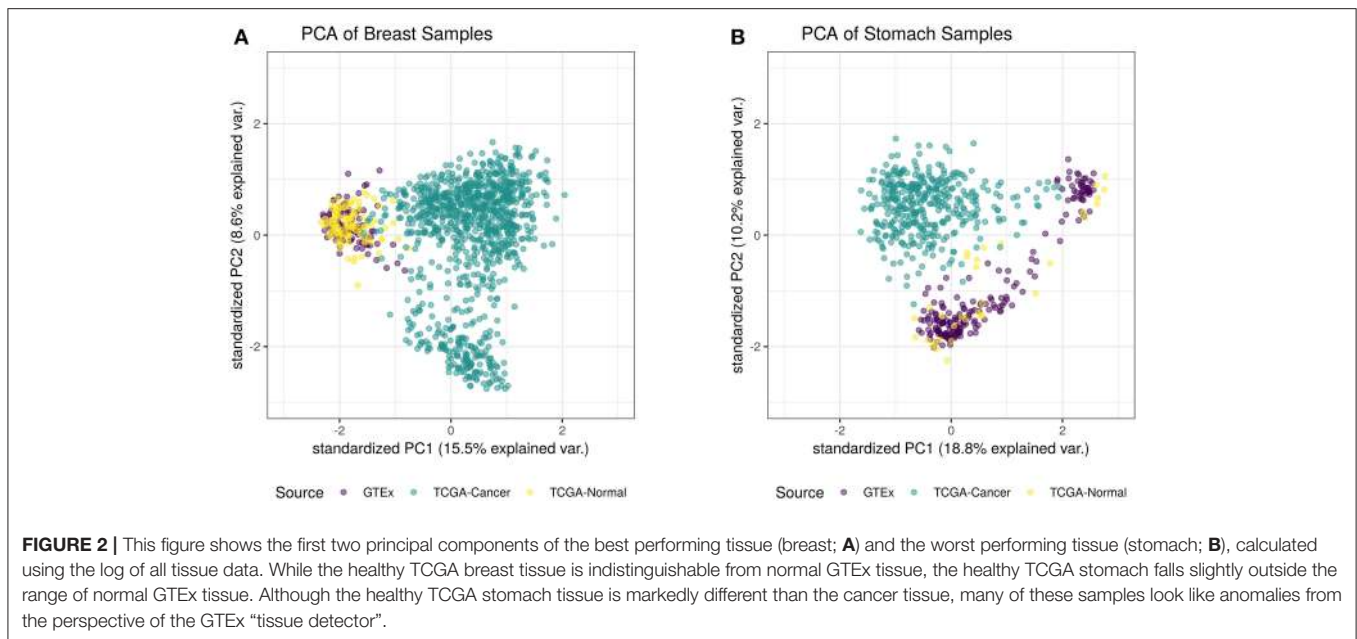 A
PCA of Breast Samples
standardized PC2 (8.6% explained var.)
2
0
-2
-2
0
2
standardized PC1 (15.5% explained var.)
Source GTEx TCGA-Cancer TCGA-Normal
B
PCA of Stomach Samples
standardized PC2 (10.2% explained var.)
2
0
-2
-2
0
2
standardized PC1 (18.8% explained var.)
Source GTEx TCGA-Cancer TCGA-Normal
FIGURE 2 | This figure shows the first two principal components of the best performing tissue (breast; A) and the worst performing tissue (stomach; B), calculated
using the log of all tissue data. While the healthy TCGA breast tissue is indistinguishable from normal GTEx tissue, the healthy TCGA stomach falls slightly outside the
range of normal GTEx tissue. Although the healthy TCGA stomach tissue is markedly different than the cancer tissue, many of these samples look like anomalies from
the perspective of the GTEx “tissue detector”.